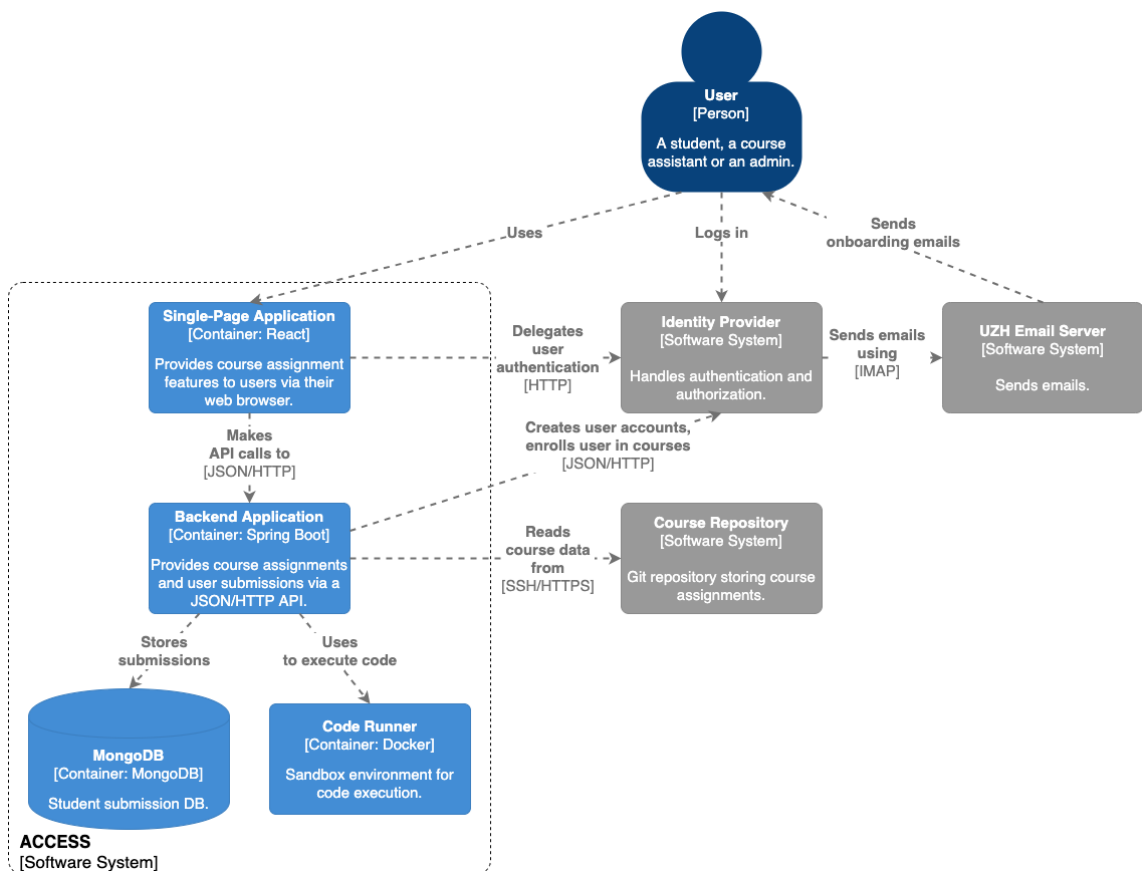 User
[Person]
A student, a course
assistant or an admin.
Uses
Logs in
Sends
onboarding emails
Single-Page Application
[Container: React]
Provides course assignment
features to users via their
web browser.
Delegates
user
authentication
[HTTP]
Identity Provider
[Software System]
Handles authentication and
authorization.
Sends emails
using
[IMAP]
UZH Email Server
[Software System]
Sends emails.
Makes
API calls to
[JSON/HTTP]
Creates user accounts,
enrolls user in courses
[JSON/HTTP]
Backend Application
[Container: Spring Boot]
Provides course assignments
and user submissions via a
JSON/HTTP API.
Reads
course data
from
[SSH/HTTPS]
Course Repository
[Software System]
Git repository storing course
assignments.
Stores
submissions
Uses
to execute code
MongoDB
[Container: MongoDB]
Student submission DB.
Code Runner
[Container: Docker]
Sandbox environment for
code execution.
ACCESS
[Software System]